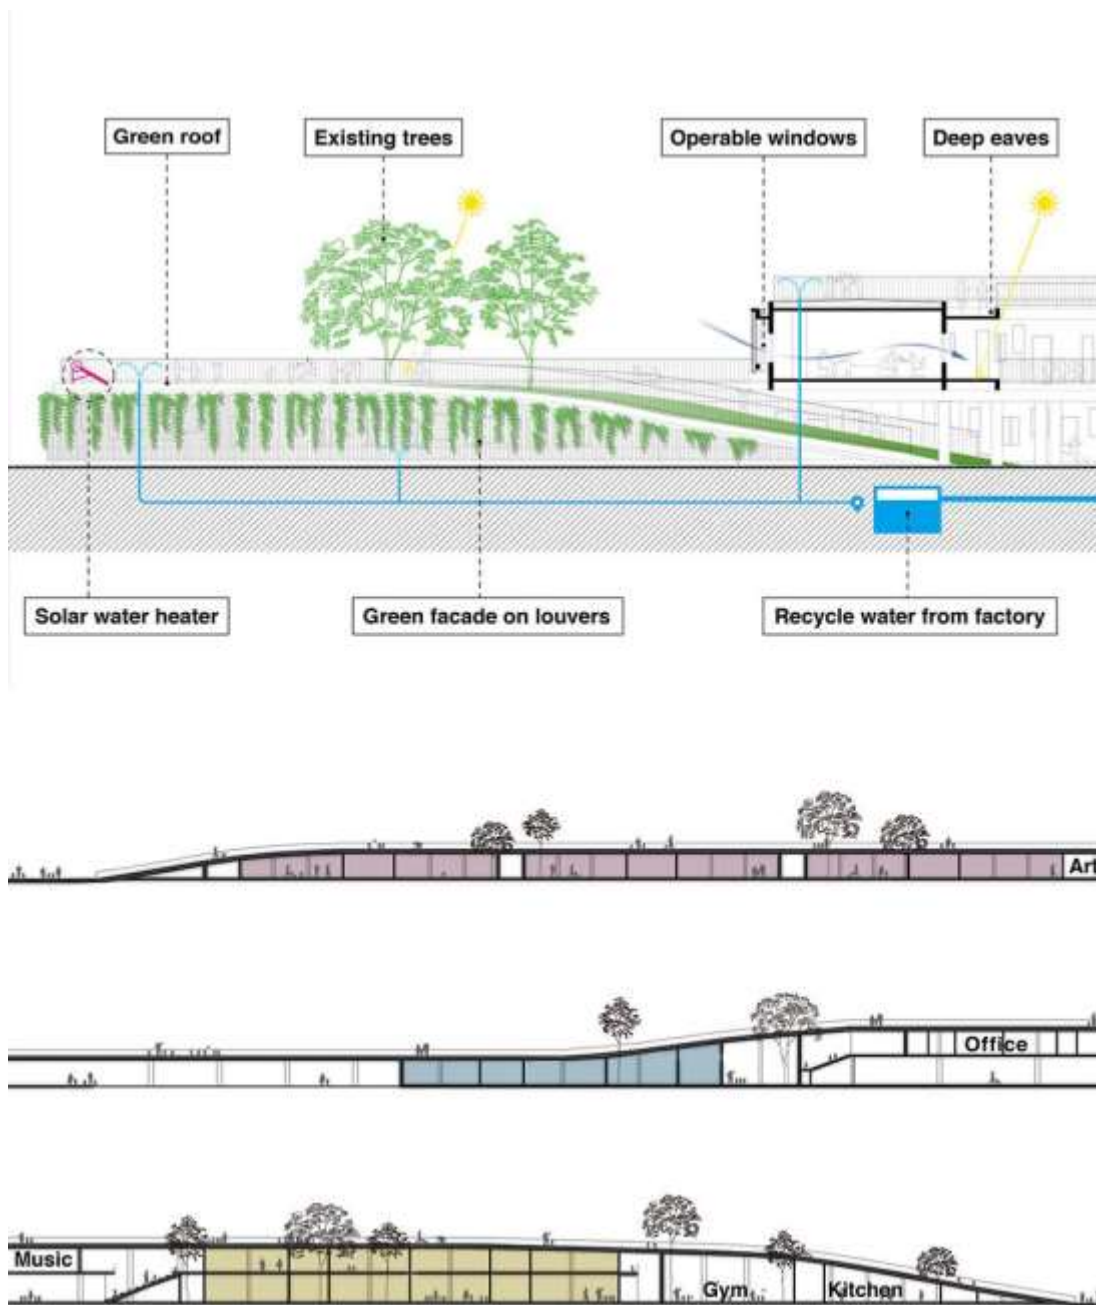 Green roof
Existing trees
Operable windows
Deep eaves
Solar water heater
Green facade on louvers
Recycle water from factory
Art
Office
Music
Gym
Kitchen